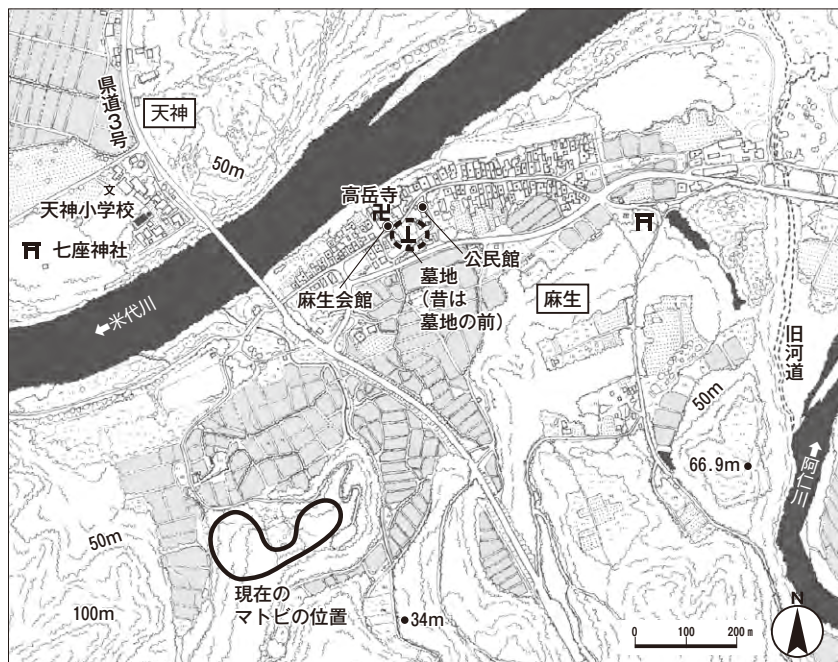 県道3号
天神
50m
文
天神小学校
七座神社
米代川
高岳寺
公民館
麻生会館
墓地
(昔は
墓地の前)
麻生
旧河道
50m
66.9m
阿仁川
50m
100m
現在の
マトビの位置
34m
N
0 100 200 m